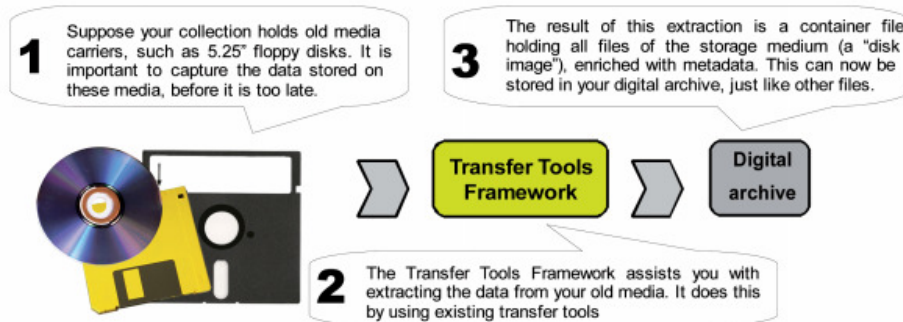 1
Suppose your collection holds old media
carriers, such as 5.25" floppy disks. It is
important to capture the data stored on
these media, before it is too late.
3
The result of this extraction is a container file
holding all files of the storage medium (a “disk
image”), enriched with metadata. This can now be
stored in your digital archive, just like other files.
Transfer Tools
Framework
Digital
archive
2
The Transfer Tools Framework assists you with
extracting the data from your old media. It does this
by using existing transfer tools